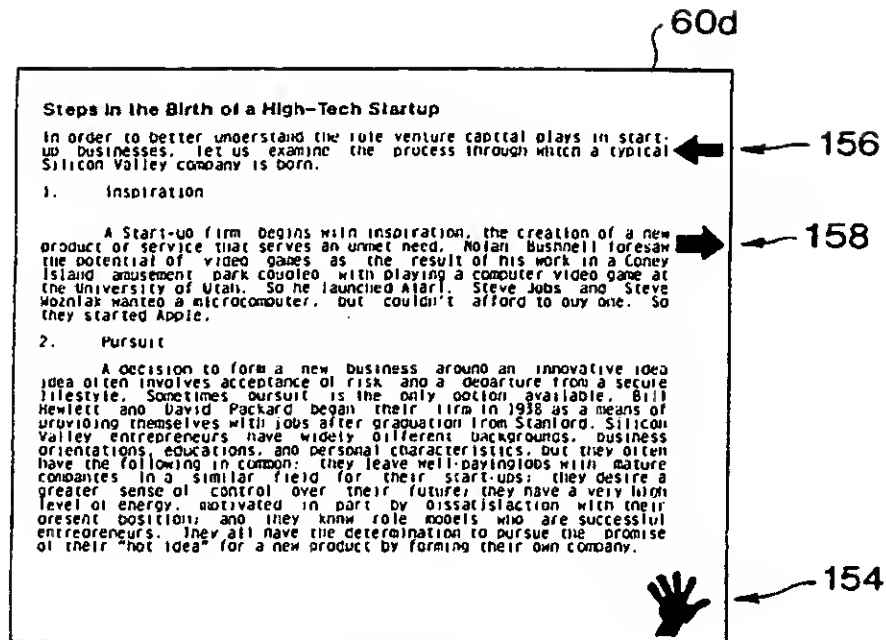 60d
Steps in the Birth of a High-Tech Startup
In order to better understand the role venture capital plays in start-
up businesses, let us examine the process through which a typical
Silicon Valley company is born.
156
1. Inspiration
A Start-up firm begins with inspiration, the creation of a new
product or service that serves an unmet need. Nolan Bushnell foresaw
158
the potential of video games as the result of his work in a Coney
Island amusement park coupled with playing a computer video game at
the University of Utah. So he launched Atari. Steve Jobs and Steve
Wozniak wanted a microcomputer, but couldn't afford to buy one. So
they started Apple.
2. Pursuit
A decision to form a new business around an innovative idea
idea often involves acceptance of risk and a departure from a secure
lifestyle. Sometimes pursuit is the only option available. Bill
Hewlett and David Packard began their firm in 1938 as a means of
providing themselves with jobs after graduation from Stanford. Silicon
Valley entrepreneurs have widely different backgrounds, business
orientations, educations, and personal characteristics, but they often
have the following in common: they leave well-payingjobs with mature
companies in a similar field for their start-ups; they desire a
greater sense of control over their future; they have a very high
level of energy, motivated in part by dissatisfaction with their
present position; and they know role models who are successful
entreoreneurs. They all have the determination to pursue the promise
of their "hot idea" for a new product by forming their own company.
154